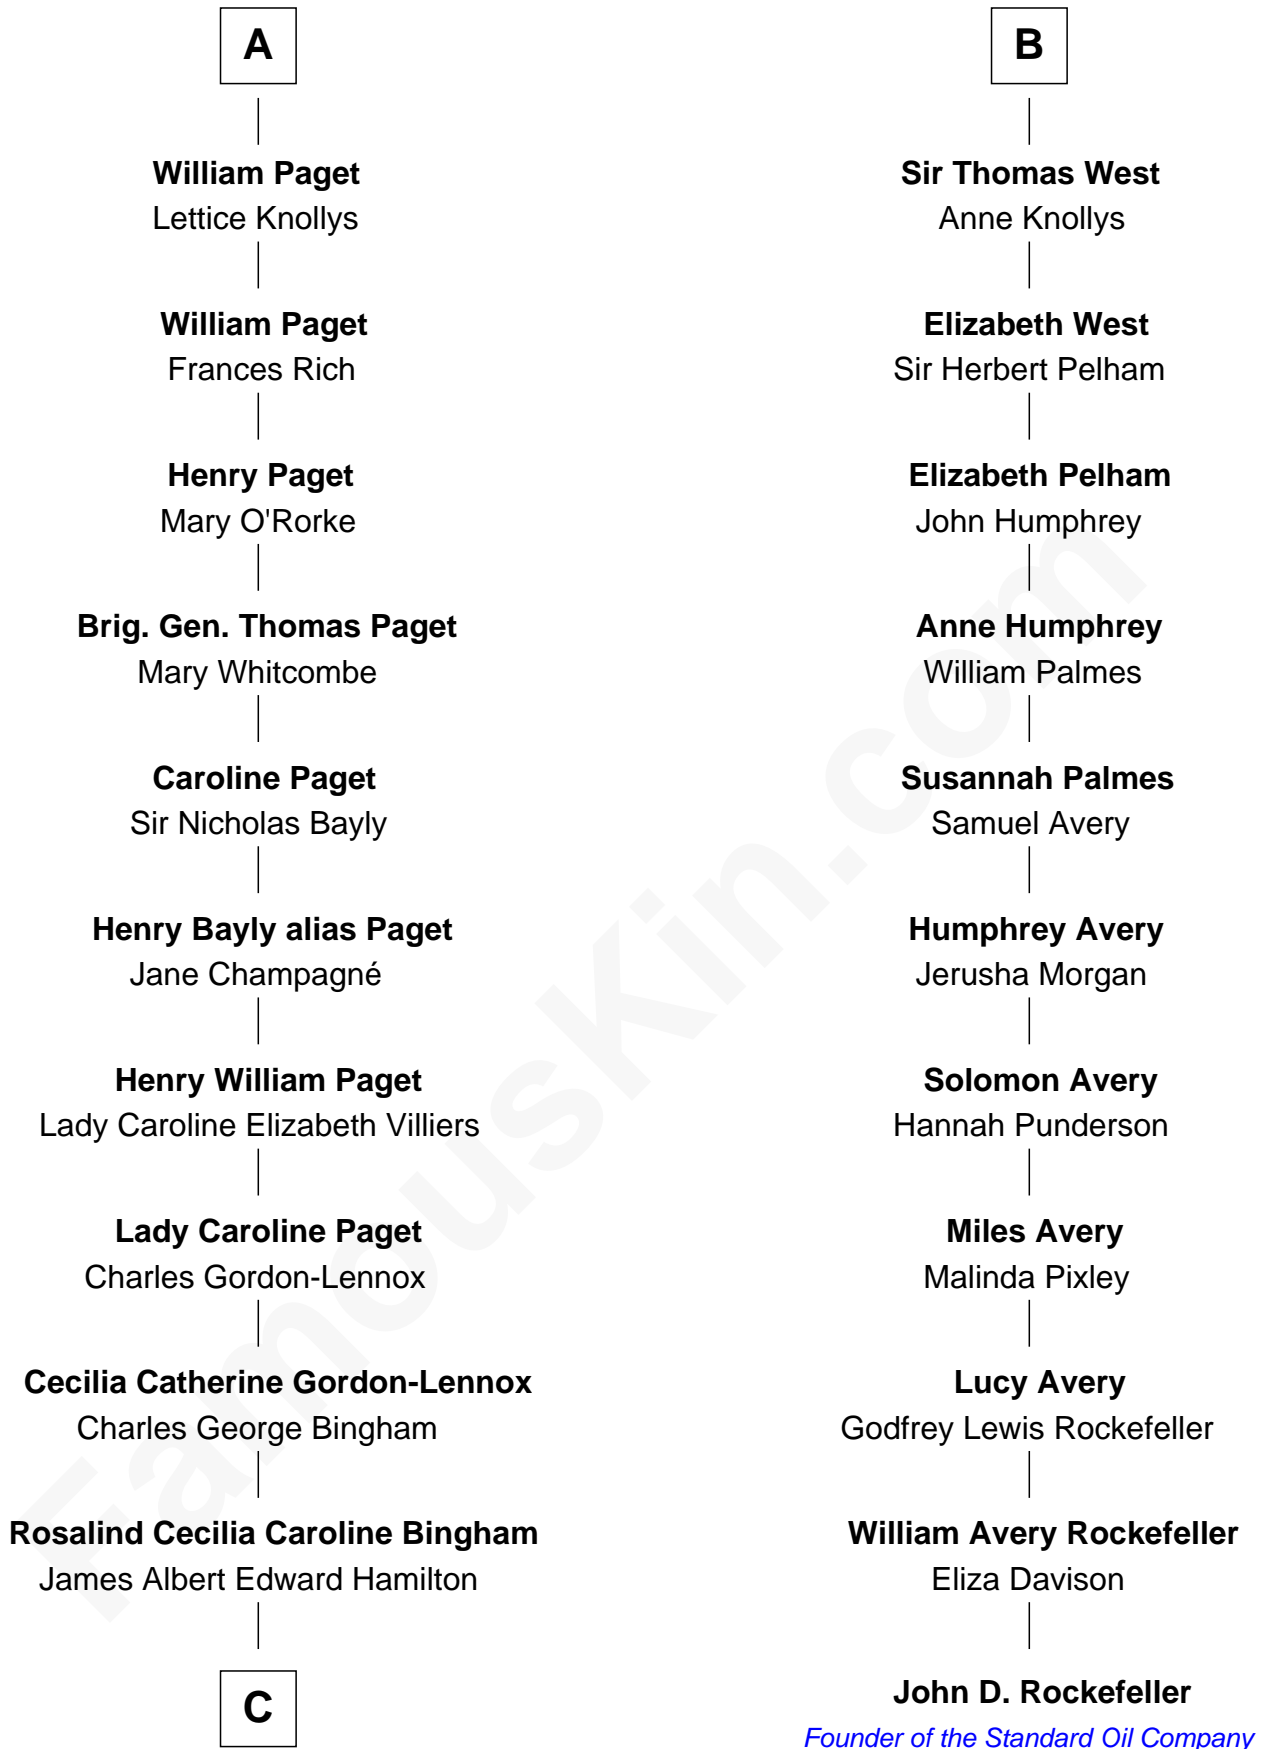 A
William Paget
Lettice Knollys
William Paget
Frances Rich
Henry Paget
Mary O'Rorke
Brig. Gen. Thomas Paget
Mary Whitcombe
Caroline Paget
Sir Nicholas Bayly
Henry Bayly alias Paget
Jane Champagné
Henry William Paget
Lady Caroline Elizabeth Villiers
Lady Caroline Paget
Charles Gordon-Lennox
Cecilia Catherine Gordon-Lennox
Charles George Bingham
Rosalind Cecilia Caroline Bingham
James Albert Edward Hamilton
C
B
Sir Thomas West
Anne Knollys
Elizabeth West
Sir Herbert Pelham
Elizabeth Pelham
John Humphrey
Anne Humphrey
William Palmes
Susannah Palmes
Samuel Avery
Humphrey Avery
Jerusha Morgan
Solomon Avery
Hannah Punderson
Miles Avery
Malinda Pixley
Lucy Avery
Godfrey Lewis Rockefeller
William Avery Rockefeller
Eliza Davison
John D. Rockefeller
Founder of the Standard Oil Company
FamousKin.com